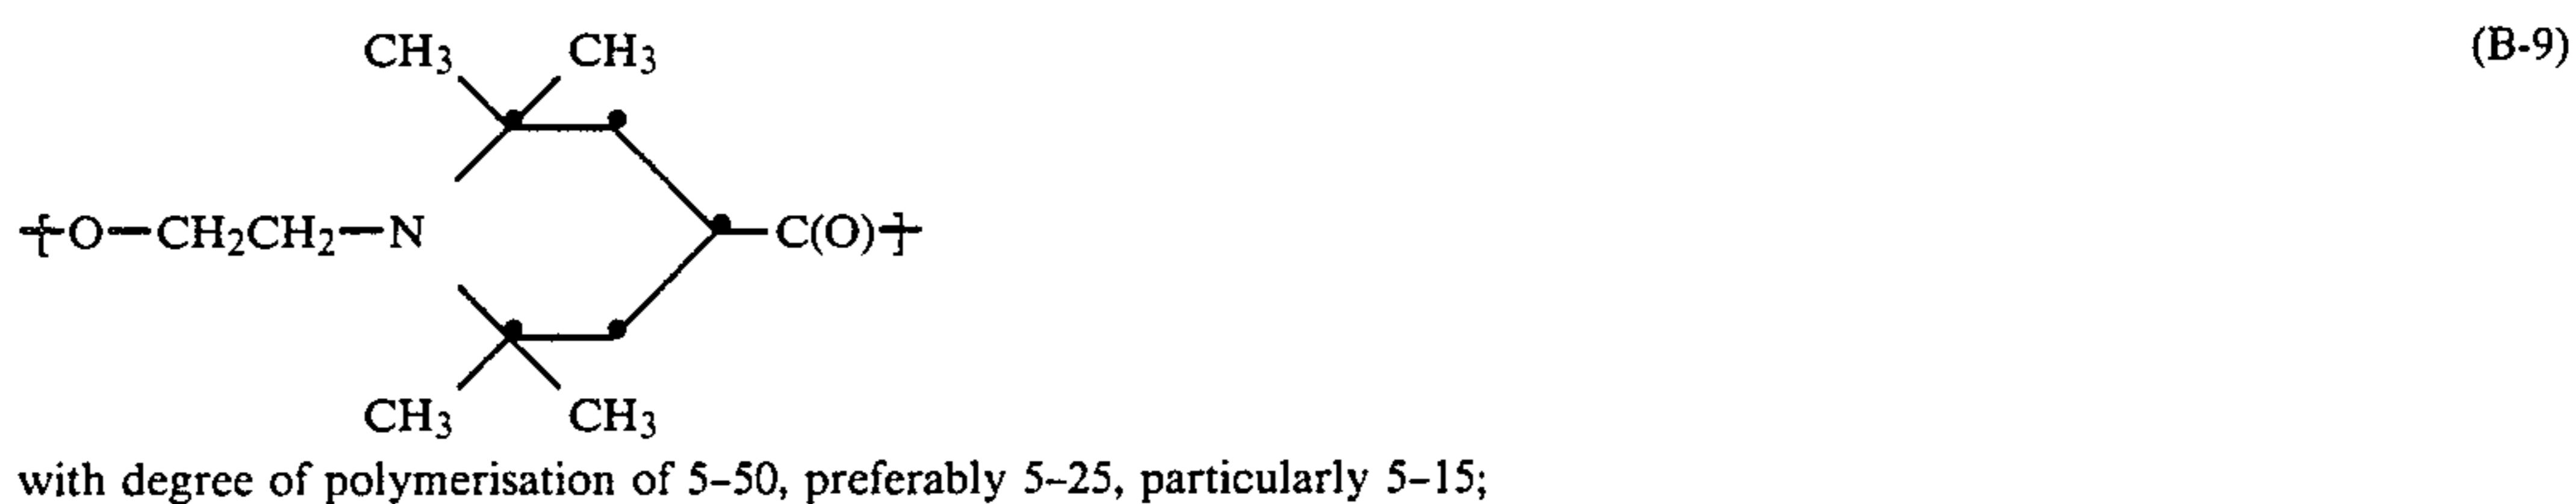 CH₃ CH₃ (B-9)
[O—CH₂CH₂—N C(O)]
CH₃ CH₃
with degree of polymerisation of 5–50, preferably 5–25, particularly 5–15;